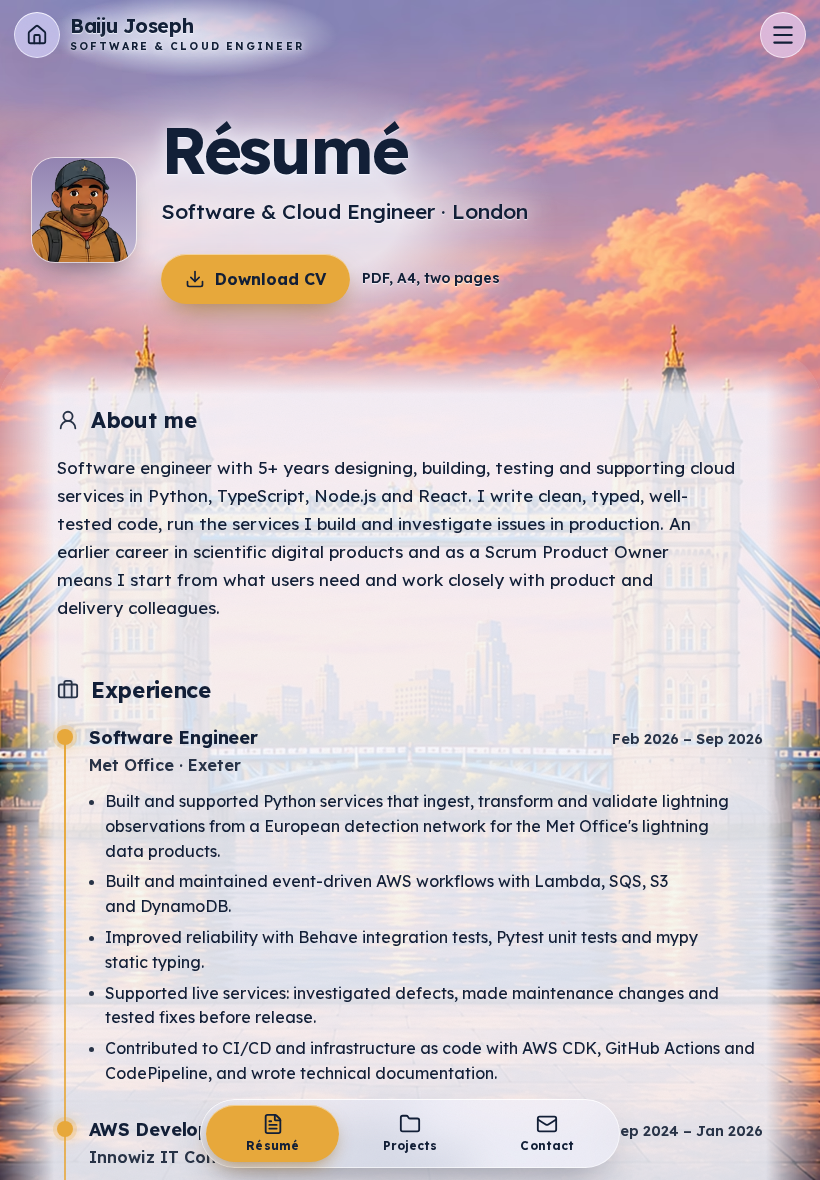 Baiju Joseph
SOFTWARE & CLOUD ENGINEER
Résumé
Software & Cloud Engineer · London
Download CV
PDF, A4, two pages
About me
Software engineer with 5+ years designing, building, testing and supporting cloud
services in Python, TypeScript, Node.js and React. I write clean, typed, well-
tested code, run the services I build and investigate issues in production. An
earlier career in scientific digital products and as a Scrum Product Owner
means I start from what users need and work closely with product and
delivery colleagues.
Experience
Software Engineer
Feb 2026 – Sep 2026
Met Office · Exeter
• Built and supported Python services that ingest, transform and validate lightning
observations from a European detection network for the Met Office's lightning
data products.
• Built and maintained event-driven AWS workflows with Lambda, SQS, S3
and DynamoDB.
• Improved reliability with Behave integration tests, Pytest unit tests and mypy
static typing.
• Supported live services: investigated defects, made maintenance changes and
tested fixes before release.
• Contributed to CI/CD and infrastructure as code with AWS CDK, GitHub Actions and
CodePipeline, and wrote technical documentation.
AWS
2024 – Jan 2026
Innowiz IT
Résumé
Projects
Contact